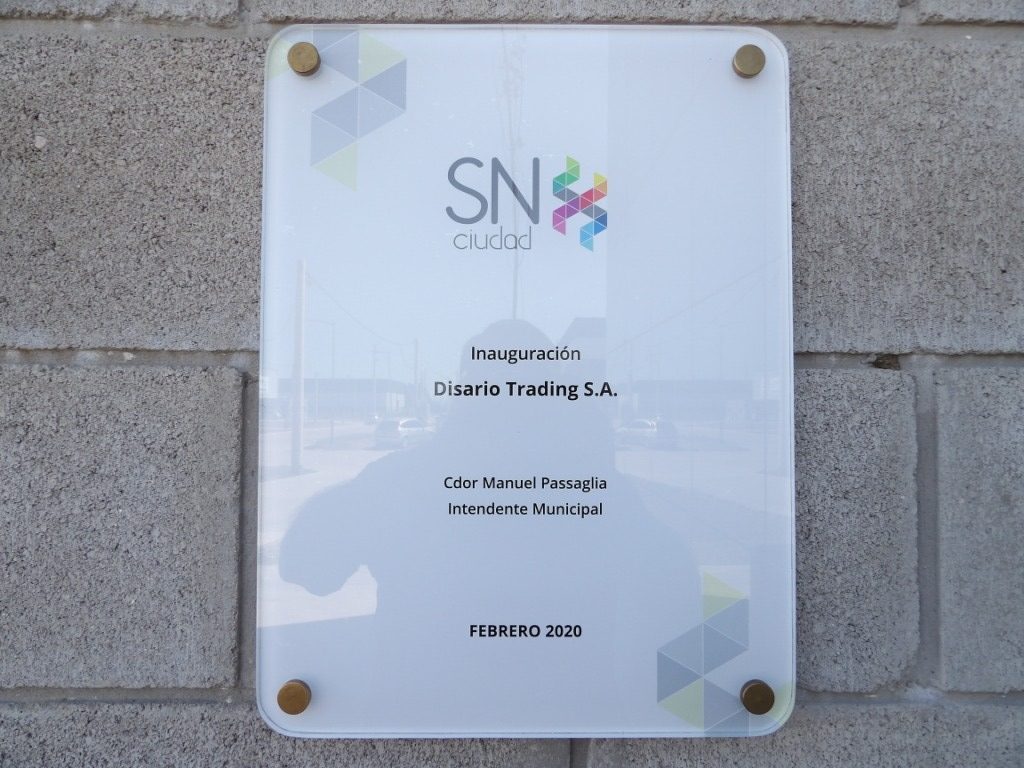 SN
ciudad
Inauguración
Disario Trading S.A.
Cdor Manuel Passaglia
Intendente Municipal
FEBRERO 2020